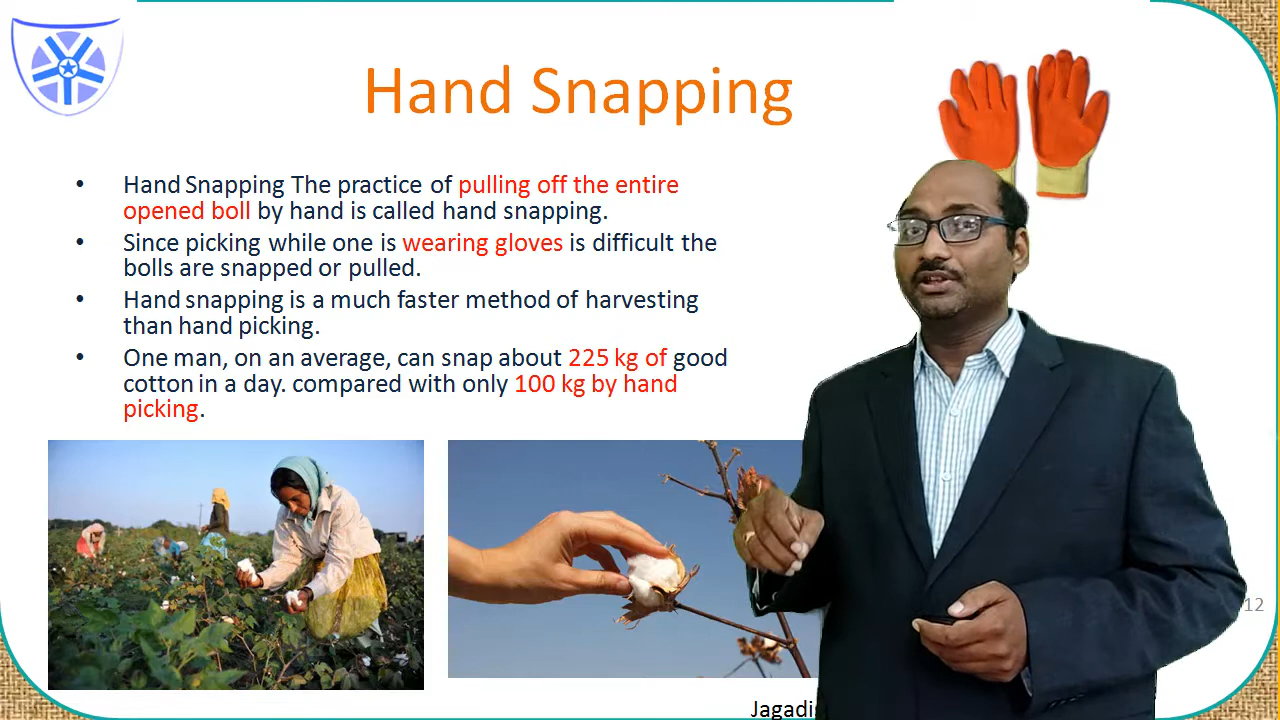 Hand Snapping
• Hand Snapping The practice of pulling off the entire
opened boll by hand is called hand snapping.
• Since picking while one is wearing gloves is difficult the
bolls are snapped or pulled.
• Hand snapping is a much faster method of harvesting
than hand picking.
• One man, on an average, can snap about 225 kg of good
cotton in a day. compared with only 100 kg by hand
picking.
12